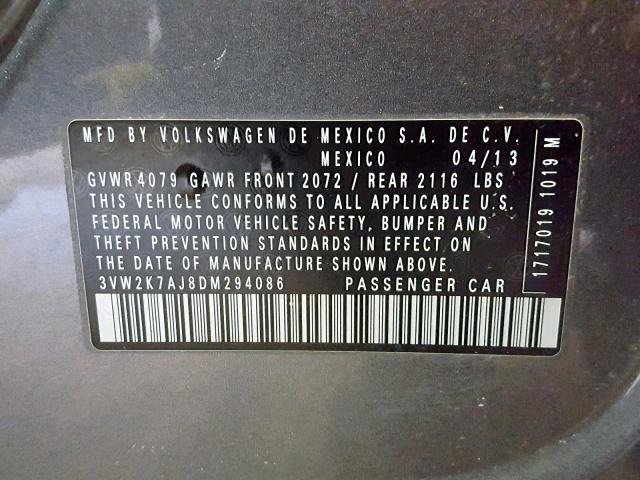 MFD BY VOLKSWAGEN DE MEXICO S.A. DE C.V.
MEXICO 04/13
GVWR 4079 GAWR FRONT 2072 / REAR 2116 LBS
THIS VEHICLE CONFORMS TO ALL APPLICABLE U.S.
FEDERAL MOTOR VEHICLE SAFETY, BUMPER AND
THEFT PREVENTION STANDARDS IN EFFECT ON
THE DATE OF MANUFACTURE SHOWN ABOVE.
3VW2K7AJ8DM294086 PASSENGER CAR
1717019 1019 M